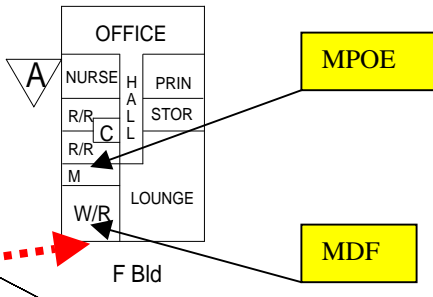 OFFICE
MPOE
A
NURSE
H
A
L
L
PRIN
R/R
STOR
C
R/R
M
LOUNGE
W/R
MDF
F Bld